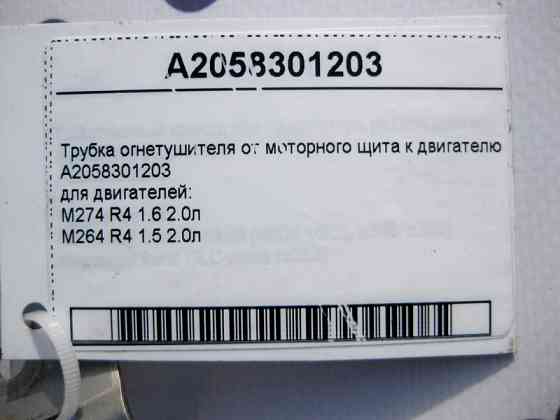 A2058301203
Трубка огнетушителя от моторного щита к двигателю
A2058301203
для двигателей:
M274 R4 1.6 2.0л
M264 R4 1.5 2.0л